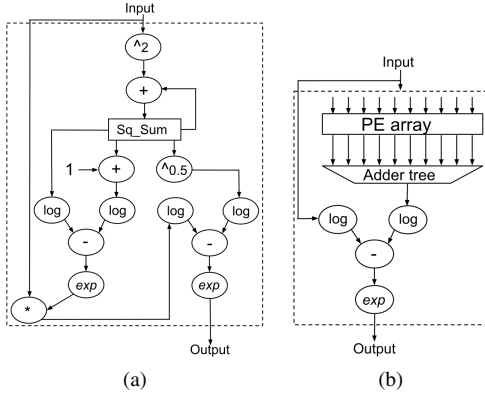 Input
^2
+
Sq_Sum
1
+
^0.5
log
log
log
log
-
-
exp
exp
*
Output
(a)
Input
PE array
Adder tree
log
log
-
exp
Output
(b)